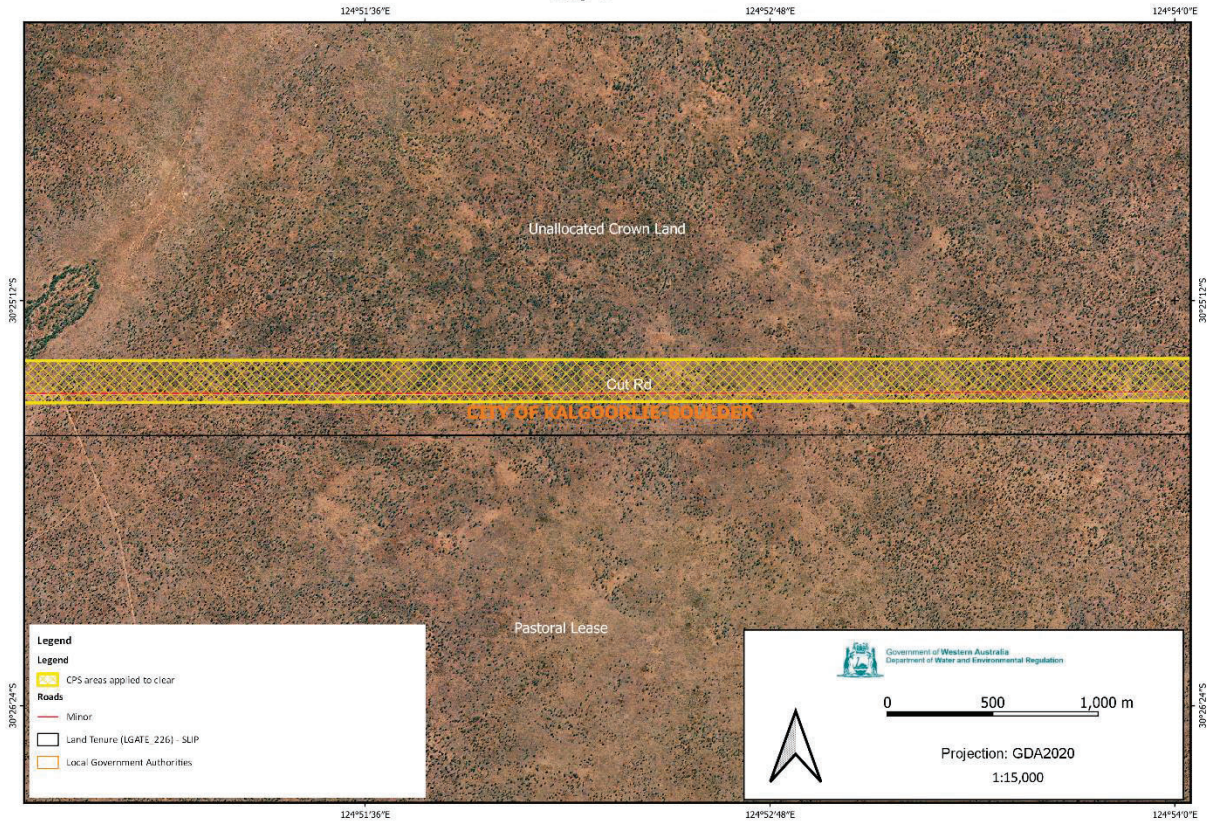 124°51'36"E
124°52'48"E
124°54'0"E
Unallocated Crown Land
30°25'12"S
30°25'12"S
Cut Rd
CITY OF KALGOORLIE-BOULDER
Pastoral Lease
Legend
Legend
CPS areas applied to clear
Roads
Minor
Land Tenure (LGATE_226) - SLIP
Local Government Authorities
Government of Western Australia
Department of Water and Environmental Regulation
0 500 1,000 m
Projection: GDA2020
1:15,000
30°26'24"S
30°26'24"S
124°51'36"E
124°52'48"E
124°54'0"E